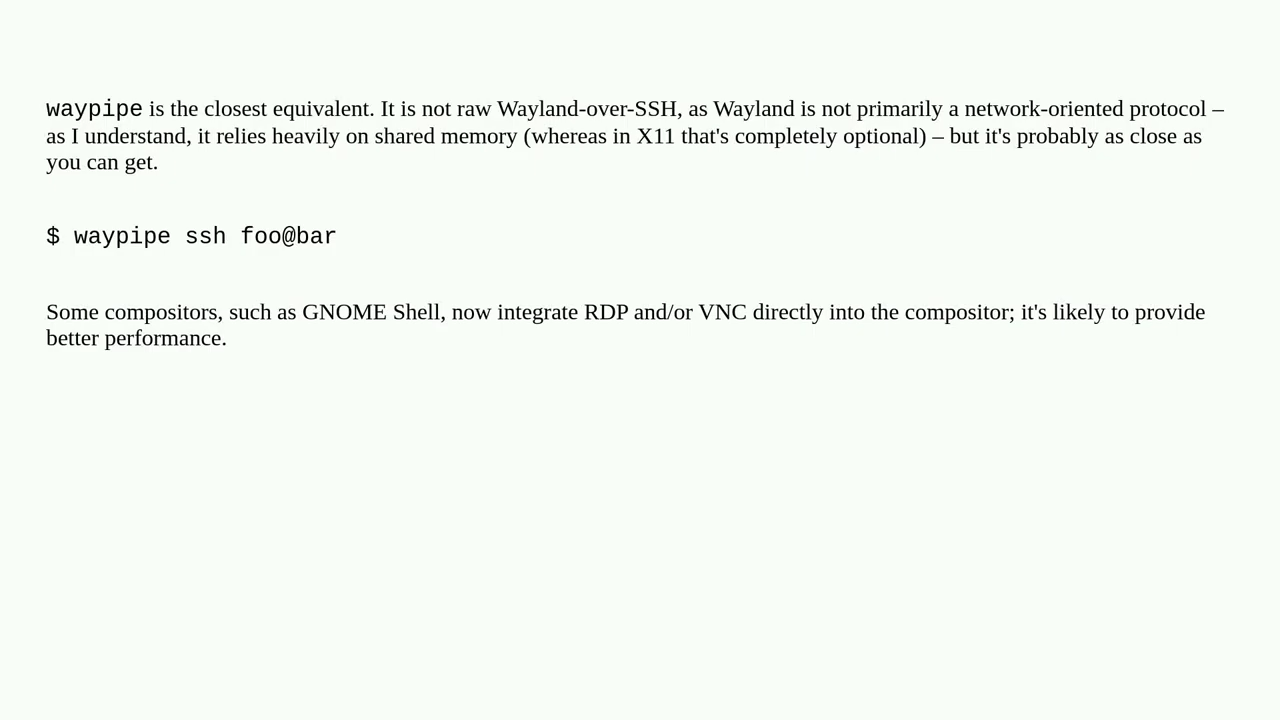 waypipe is the closest equivalent. It is not raw Wayland-over-SSH, as Wayland is not primarily a network-oriented protocol –
as I understand, it relies heavily on shared memory (whereas in X11 that's completely optional) – but it's probably as close as
you can get.
$ waypipe ssh foo@bar
Some compositors, such as GNOME Shell, now integrate RDP and/or VNC directly into the compositor; it's likely to provide
better performance.